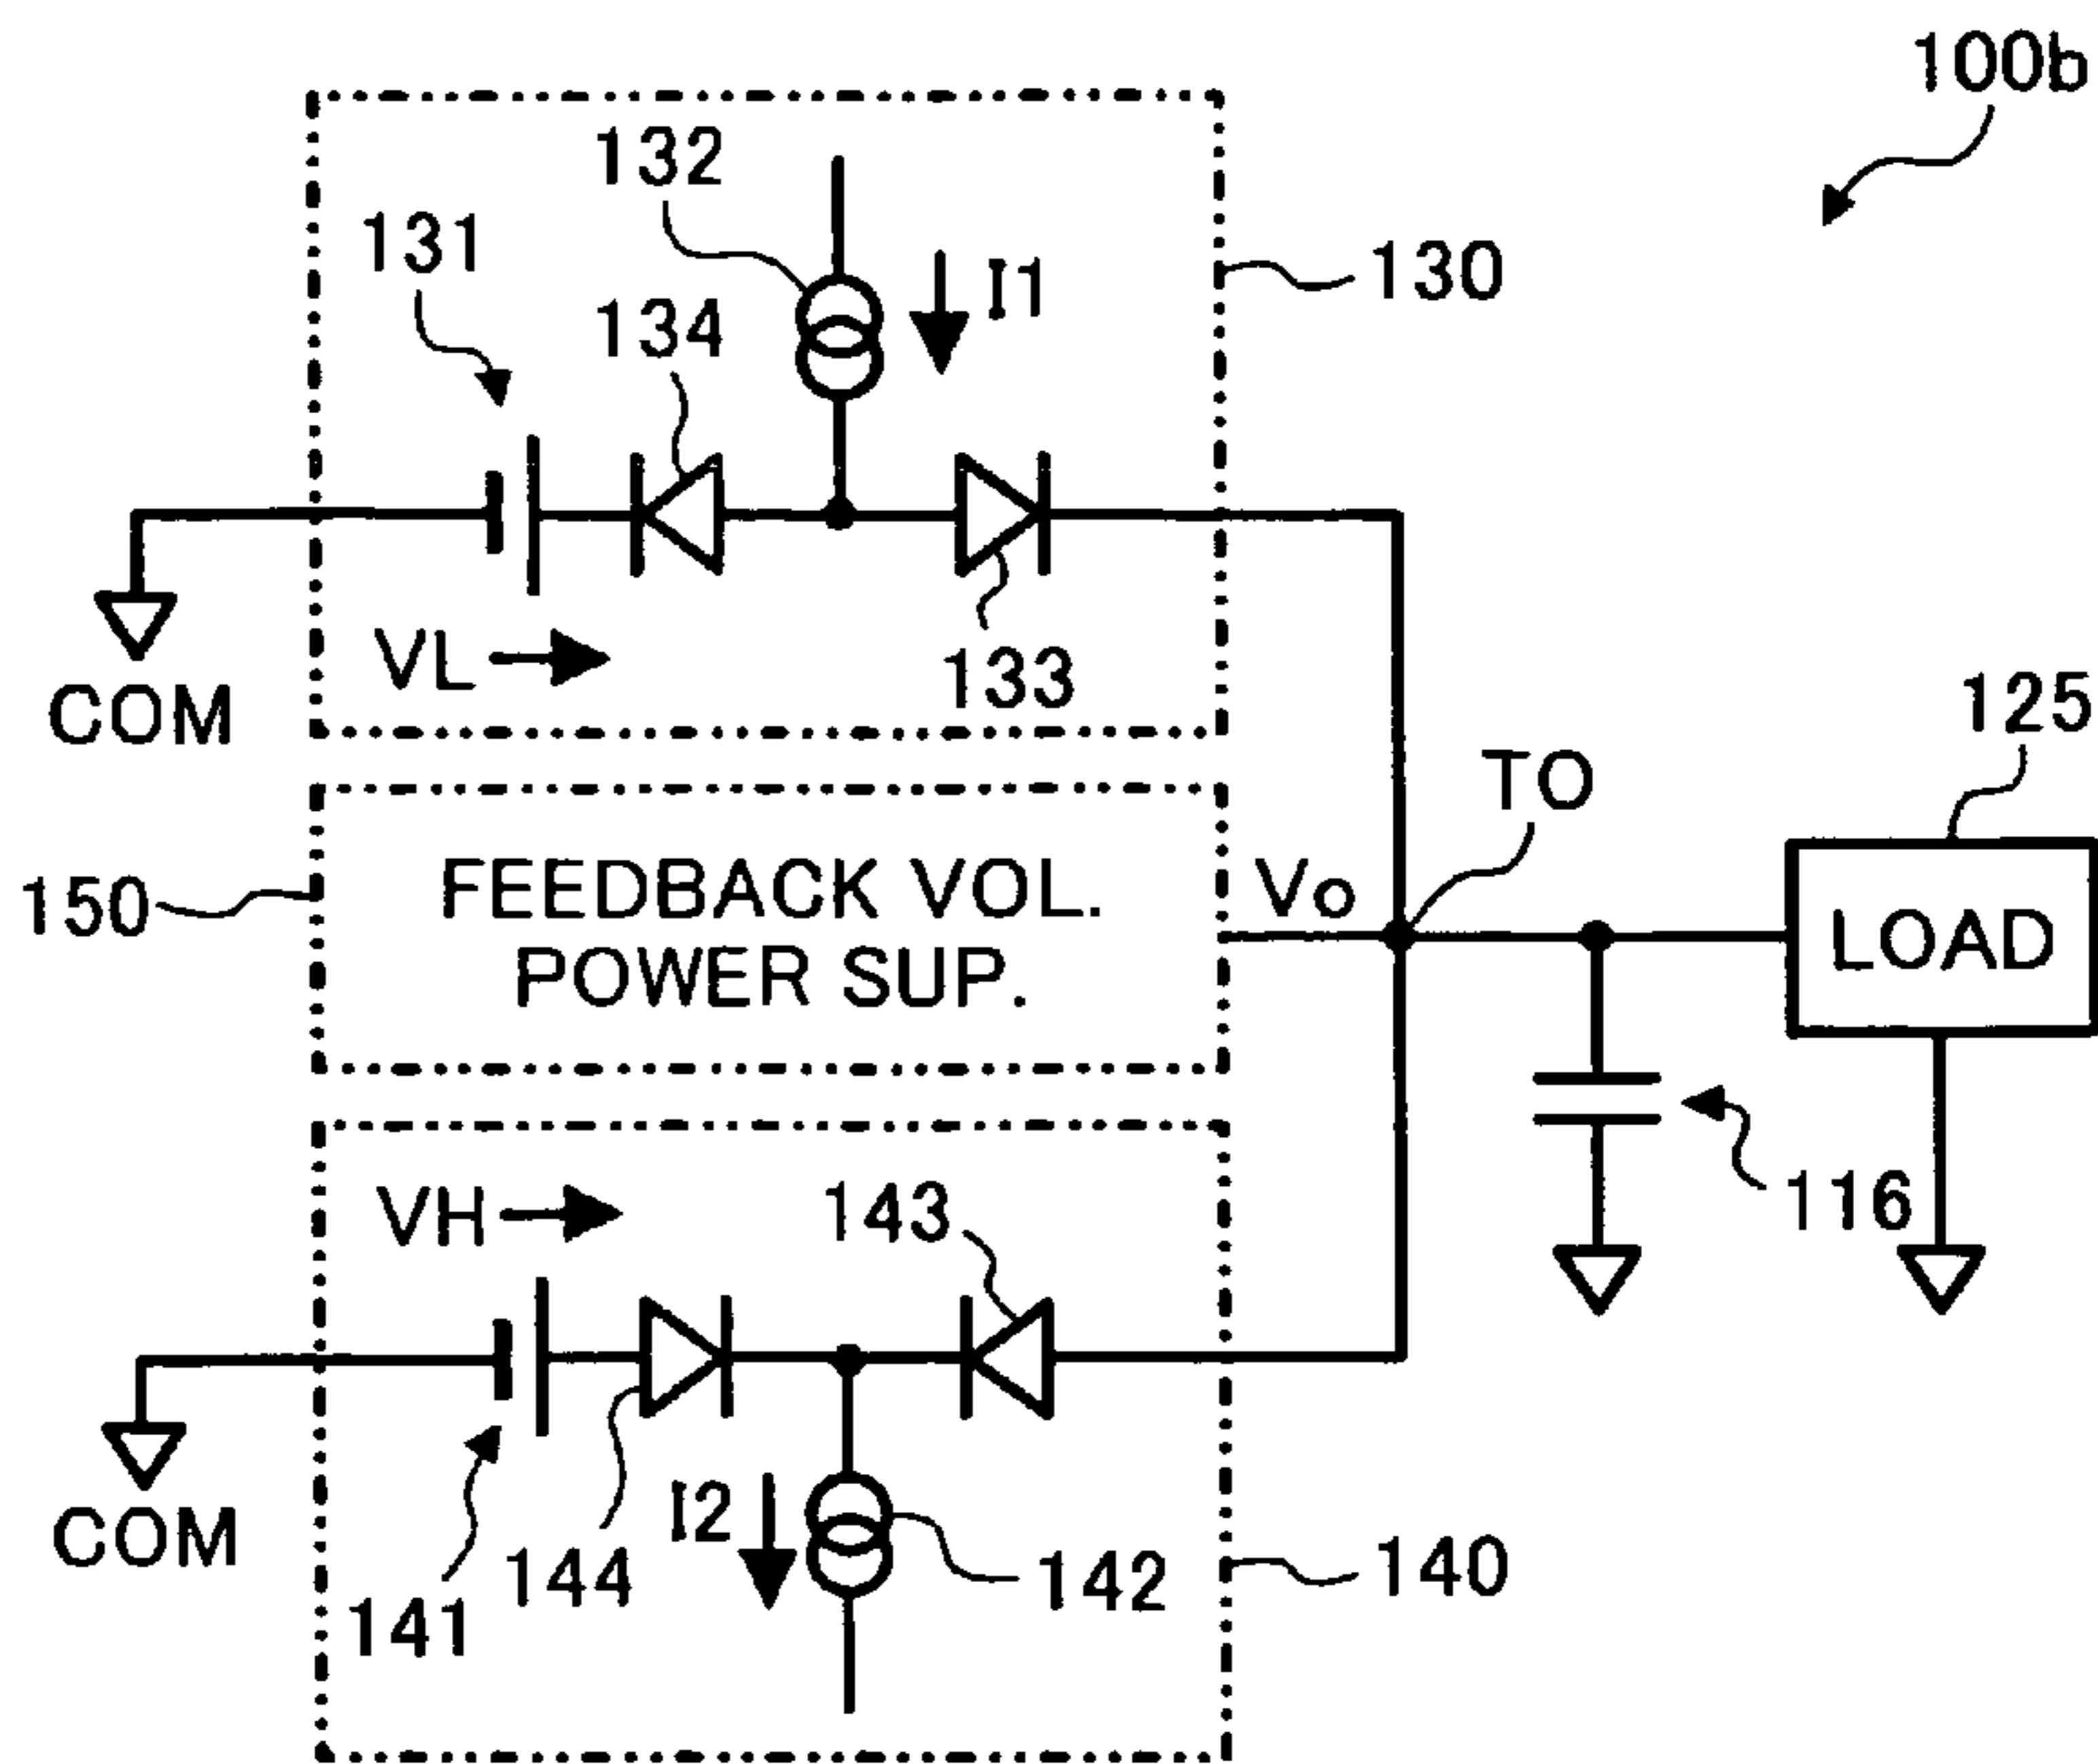 100b
132
131
I1
130
134
VL
133
COM
125
TO
150
FEEDBACK VOL.
POWER SUP.
Vo
LOAD
VH
143
116
I2
COM
144
142
140
141